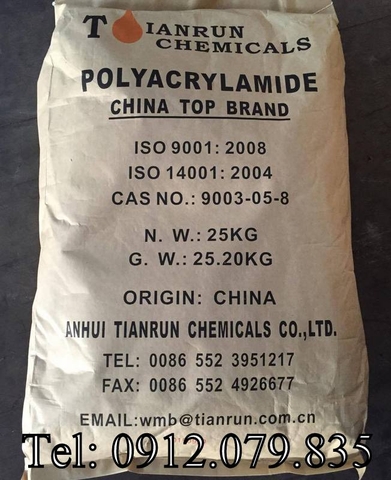 TIANRUN
CHEMICALS
POLYACRYLAMIDE
CHINA TOP BRAND
ISO 9001: 2008
ISO 14001: 2004
CAS NO.: 9003-05-8
N. W.: 25KG
G. W.: 25.20KG
ORIGIN: CHINA
ANHUI TIANRUN CHEMICALS CO.,LTD.
TEL: 0086 552 3951217
FAX: 0086 552 4926677
EMAIL:wmb@tianrun.com.cn
Tel: 0912.079.835